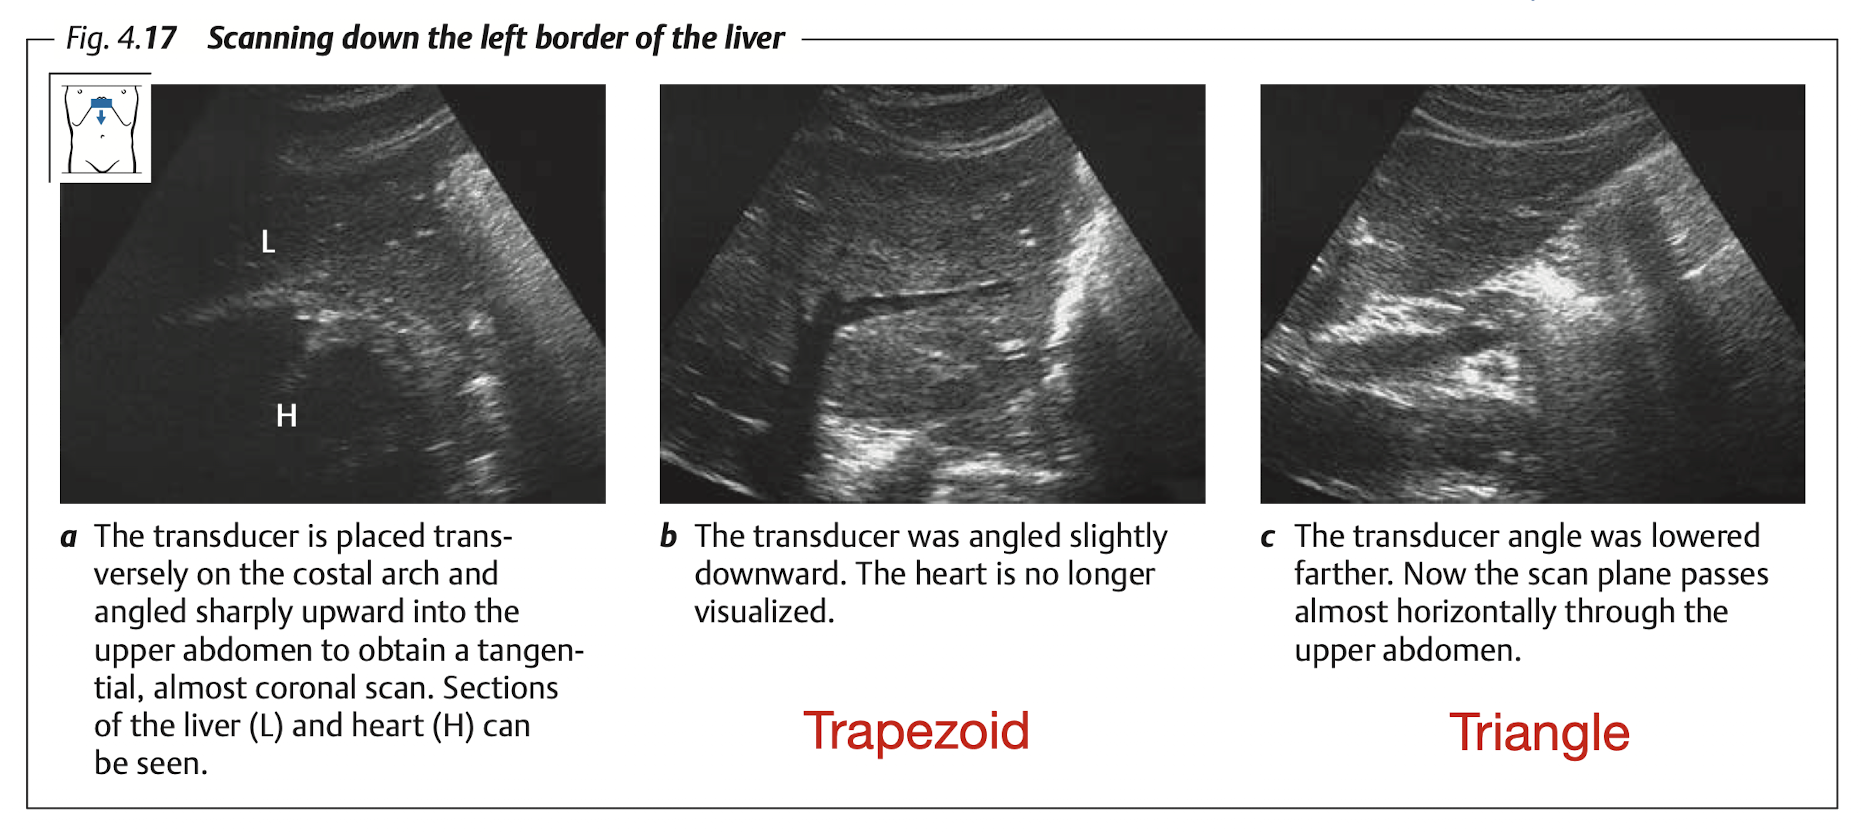 Fig. 4.17 Scanning down the left border of the liver
L
H
a The transducer is placed trans-
versely on the costal arch and
angled sharply upward into the
upper abdomen to obtain a tangen-
tial, almost coronal scan. Sections
of the liver (L) and heart (H) can
be seen.
b The transducer was angled slightly
downward. The heart is no longer
visualized.
Trapezoid
c The transducer angle was lowered
farther. Now the scan plane passes
almost horizontally through the
upper abdomen.
Triangle